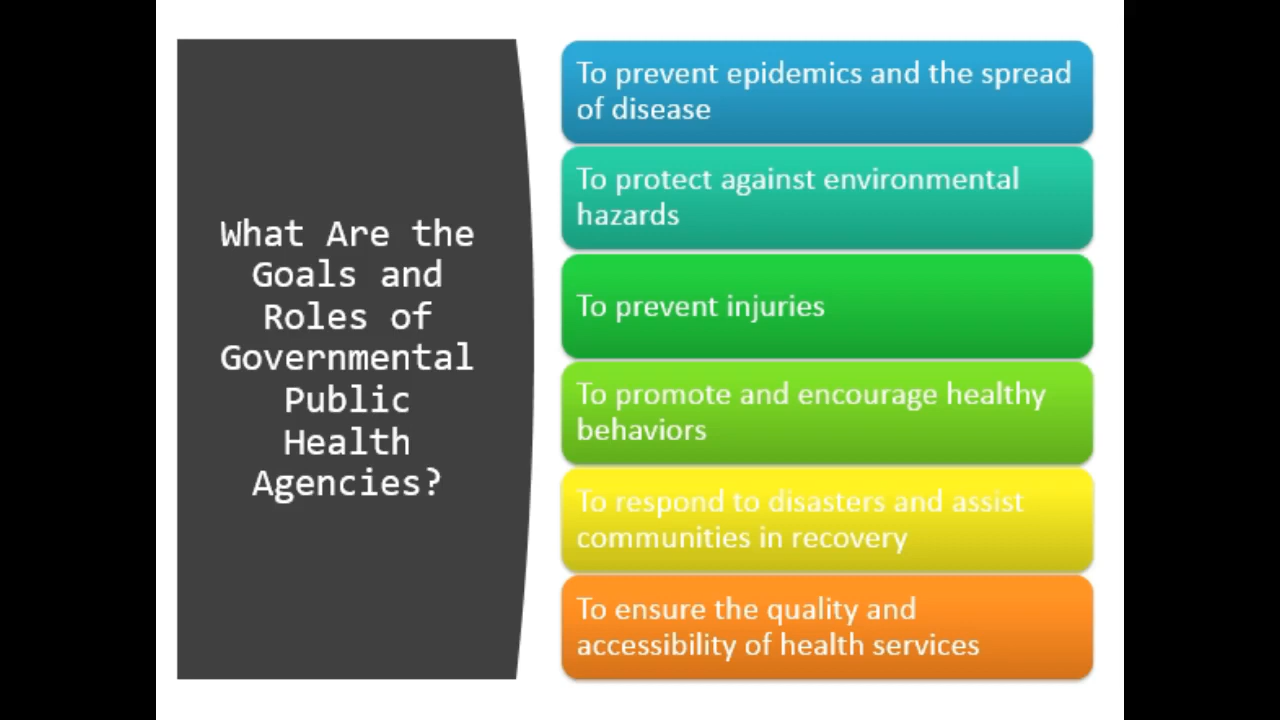 What Are the
Goals and
Roles of
Governmental
Public
Health
Agencies?
To prevent epidemics and the spread
of disease
To protect against environmental
hazards
To prevent injuries
To promote and encourage healthy
behaviors
To respond to disasters and assist
communities in recovery
To ensure the quality and
accessibility of health services